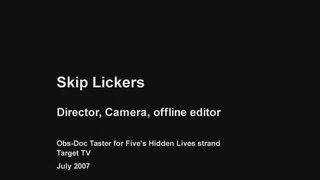 Skip Lickers
Director, Camera, offline editor
Obs-Doc Taster for Five's Hidden Lives strand
Target TV
July 2007